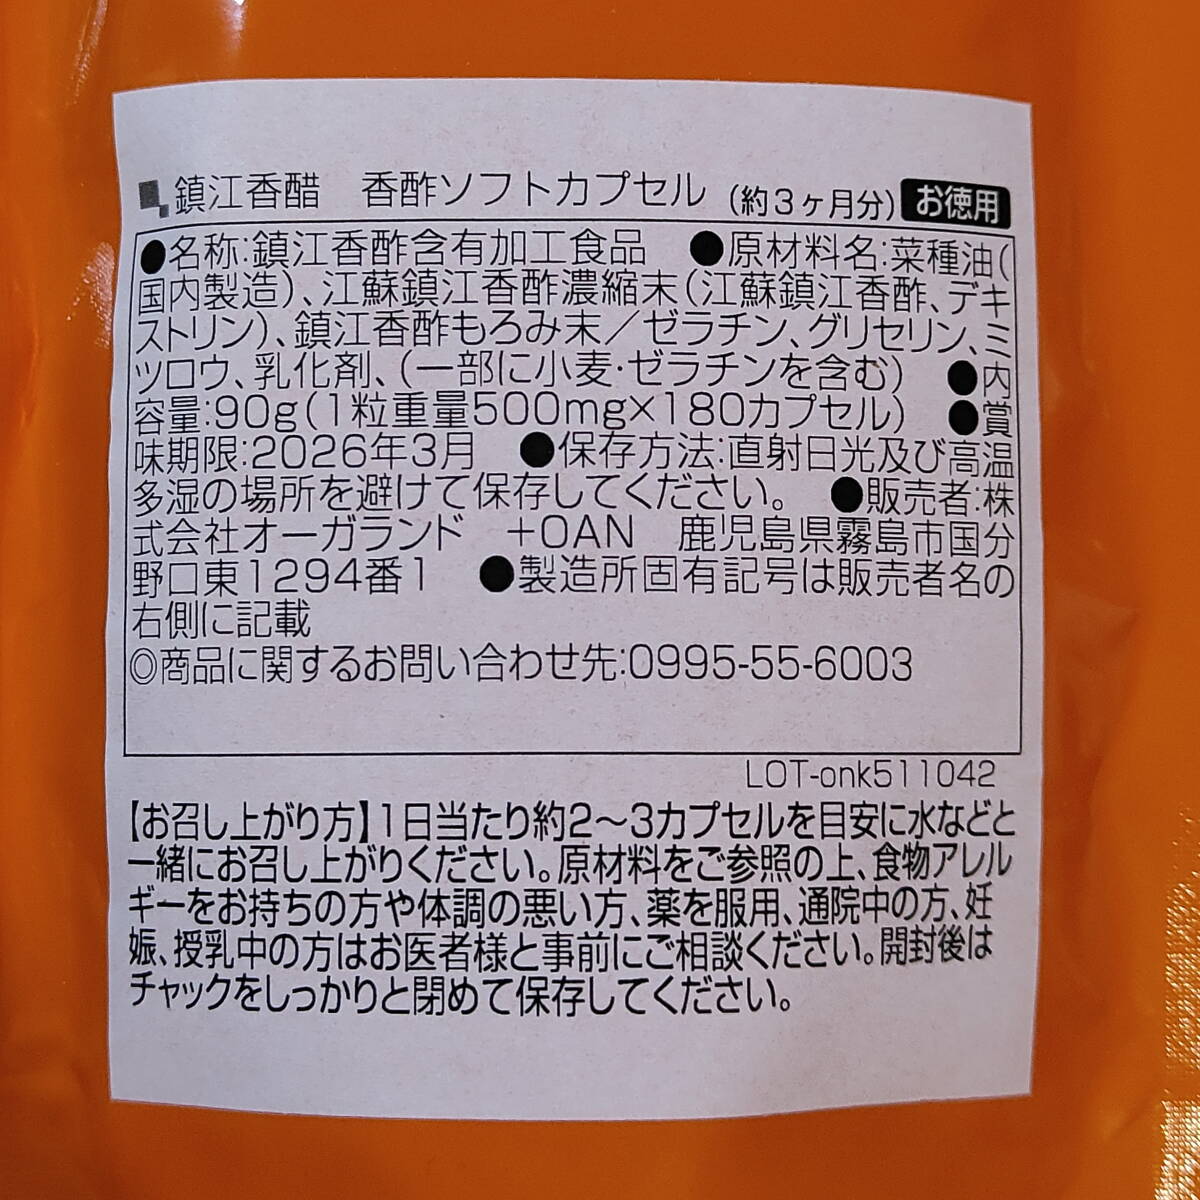 鎮江香醋　香酢ソフトカプセル (約3ヶ月分) お徳用
●名称:鎮江香酢含有加工食品　●原材料名:菜種油(
国内製造)、江蘇鎮江香酢濃縮末(江蘇鎮江香酢、デキ
ストリン)、鎮江香酢もろみ末／ゼラチン、グリセリン、ミ
ツロウ、乳化剤、(一部に小麦・ゼラチンを含む)　●内
容量:90g(1粒重量500mg×180カプセル)　●賞
味期限:2026年3月　●保存方法:直射日光及び高温
多湿の場所を避けて保存してください。　●販売者:株
式会社オーガランド　+OAN　鹿児島県霧島市国分
野口東1294番1　●製造所固有記号は販売者名の
右側に記載
◎商品に関するお問い合わせ先:0995-55-6003
LOT-onk511042
【お召し上がり方】1日当たり約2～3カプセルを目安に水などと
一緒にお召し上がりください。原材料をご参照の上、食物アレル
ギーをお持ちの方や体調の悪い方、薬を服用、通院中の方、妊
娠、授乳中の方はお医者様と事前にご相談ください。開封後は
チャックをしっかりと閉めて保存してください。